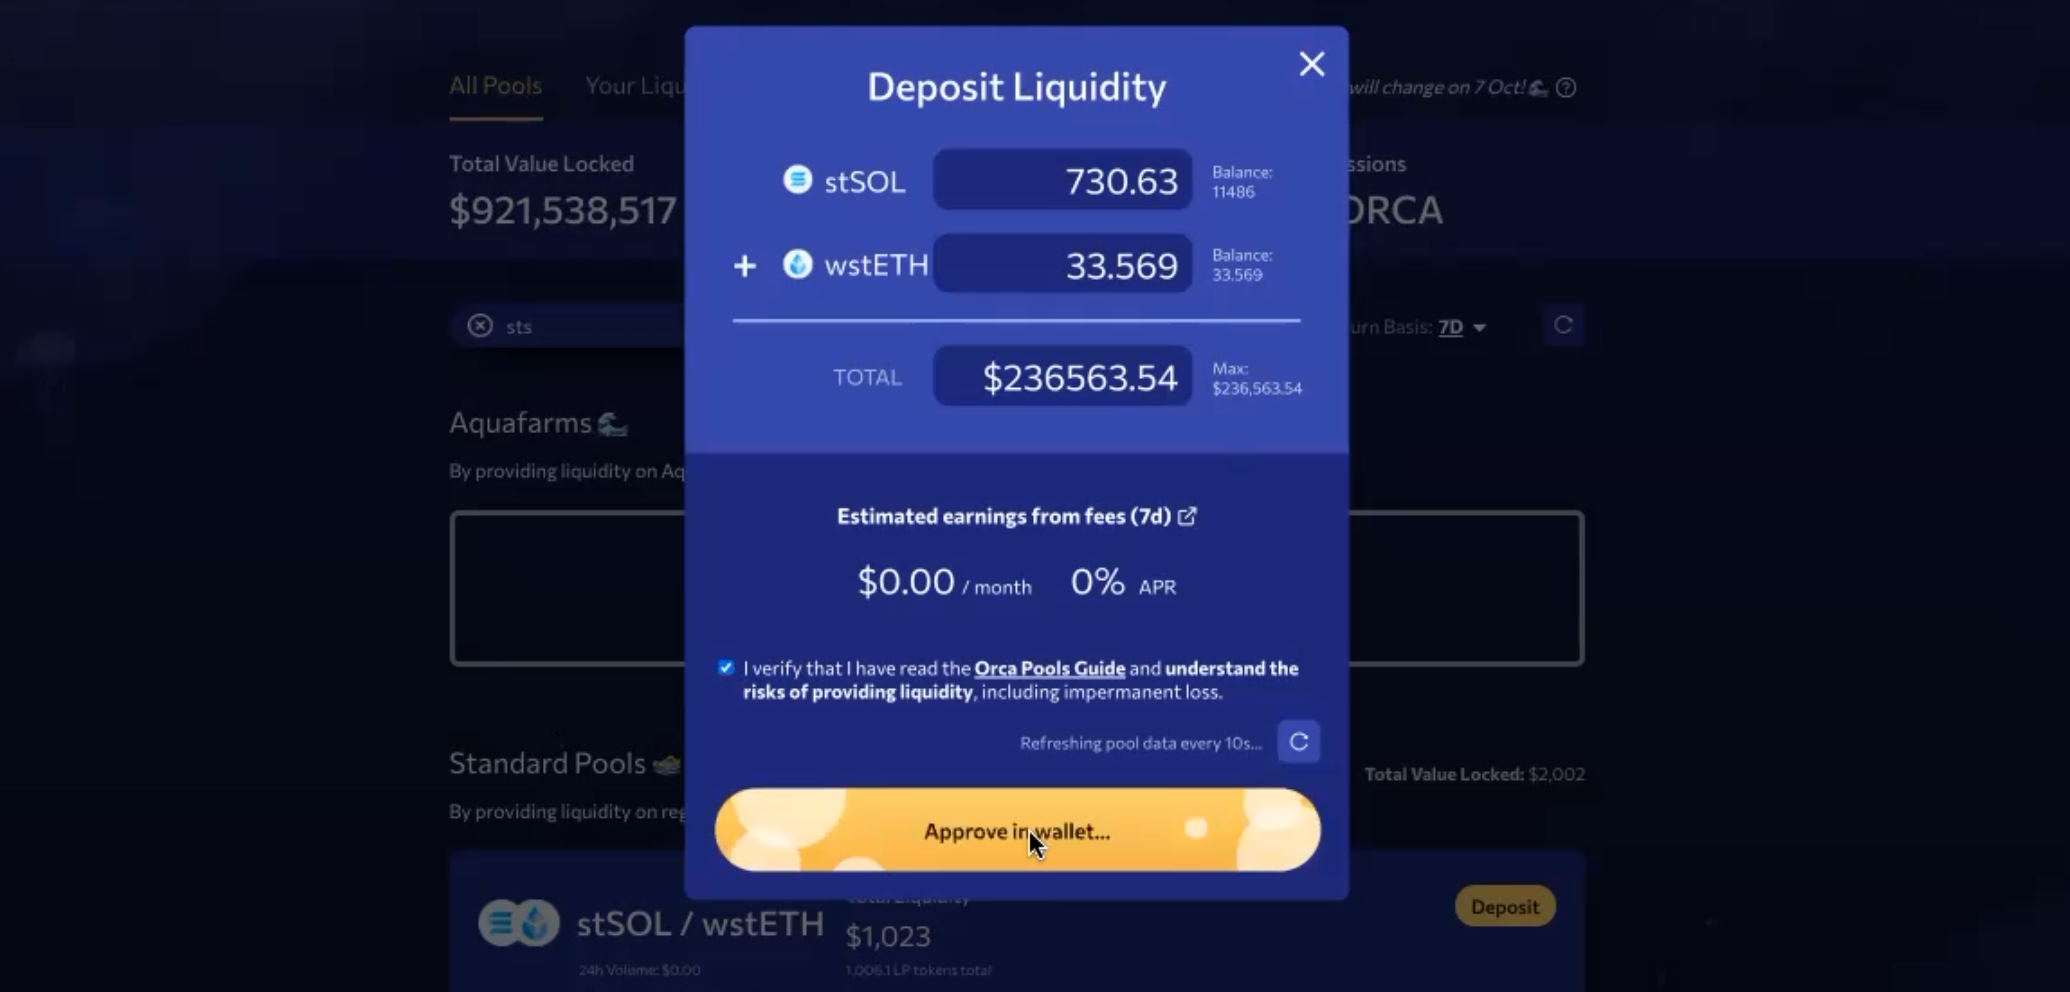 All Pools
Your Liqu
will change on 7 Oct!
Total Value Locked
$921,538,517
ssions
ORCA
sts
urn Basis: 7D
Aquafarms
By providing liquidity on Aq
Standard Pools
Total Value Locked: $2,002
By providing liquidity on reg
stSOL / wstETH
24h Volume: $0.00
Total Liquidity
$1,023
1,006.1 LP tokens total
Deposit
Deposit Liquidity
stSOL
730.63
Balance:
11486
+ wstETH
33.569
Balance:
33.569
TOTAL
$236563.54
Max:
$236,563.54
Estimated earnings from fees (7d)
$0.00 / month 0% APR
I verify that I have read the Orca Pools Guide and understand the
risks of providing liquidity, including impermanent loss.
Refreshing pool data every 10s...
Approve in wallet...